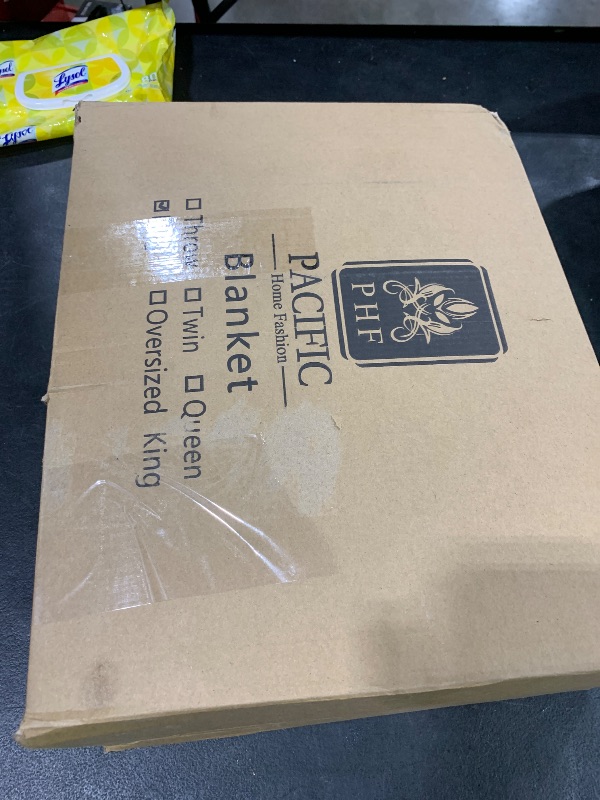 PHF
PACIFIC
Home Fashion
Blanket
☐ Throw ☐ Twin ☐ Queen
☑ ☐ Oversized King
Lysol
Lysol